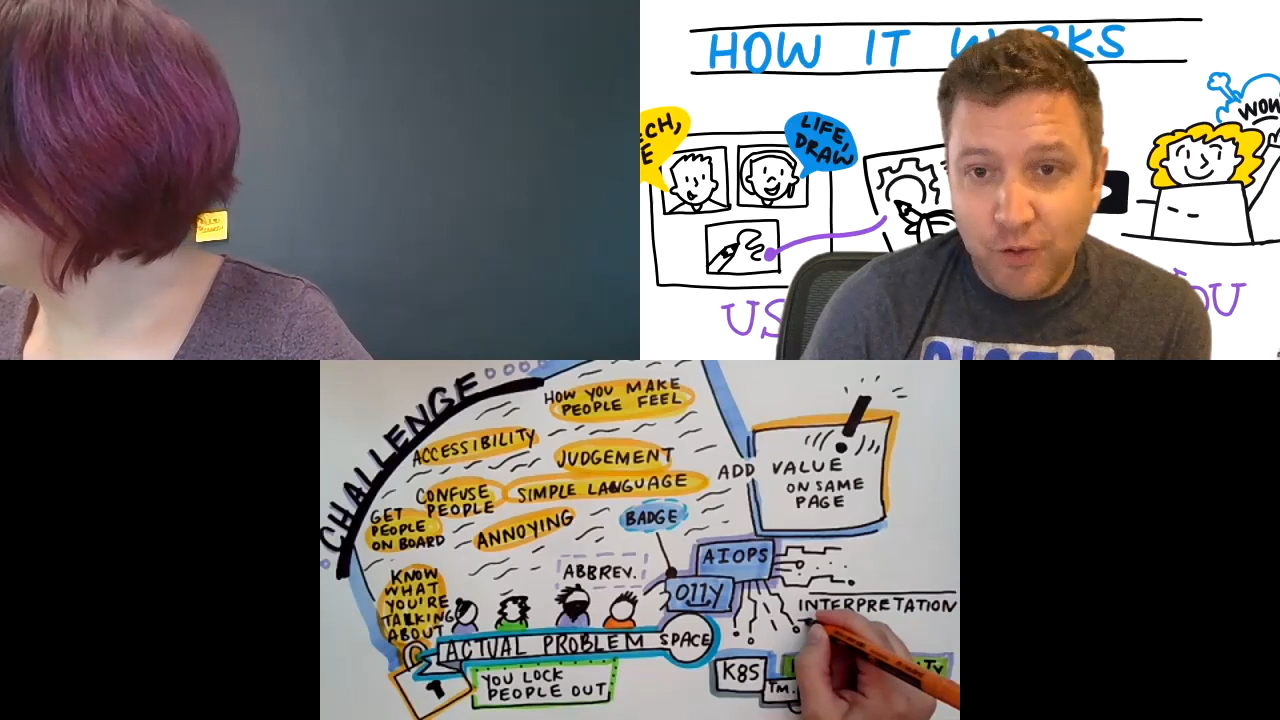 HOW IT WORKS
LIFE,
DRAW
WOW
CHALLENGE
HOW YOU MAKE
PEOPLE FEEL
ACCESSIBILITY
JUDGEMENT
CONFUSE
PEOPLE
SIMPLE LANGUAGE
GET
PEOPLE
ON BOARD
ANNOYING
BADGE
ADD VALUE
ON SAME
PAGE
KNOW
WHAT
YOU'RE
TALKING
ABOUT
ABBREV.
AIOPS
O11Y
INTERPRETATION
ACTUAL PROBLEM SPACE
YOU LOCK
PEOPLE OUT
K8S